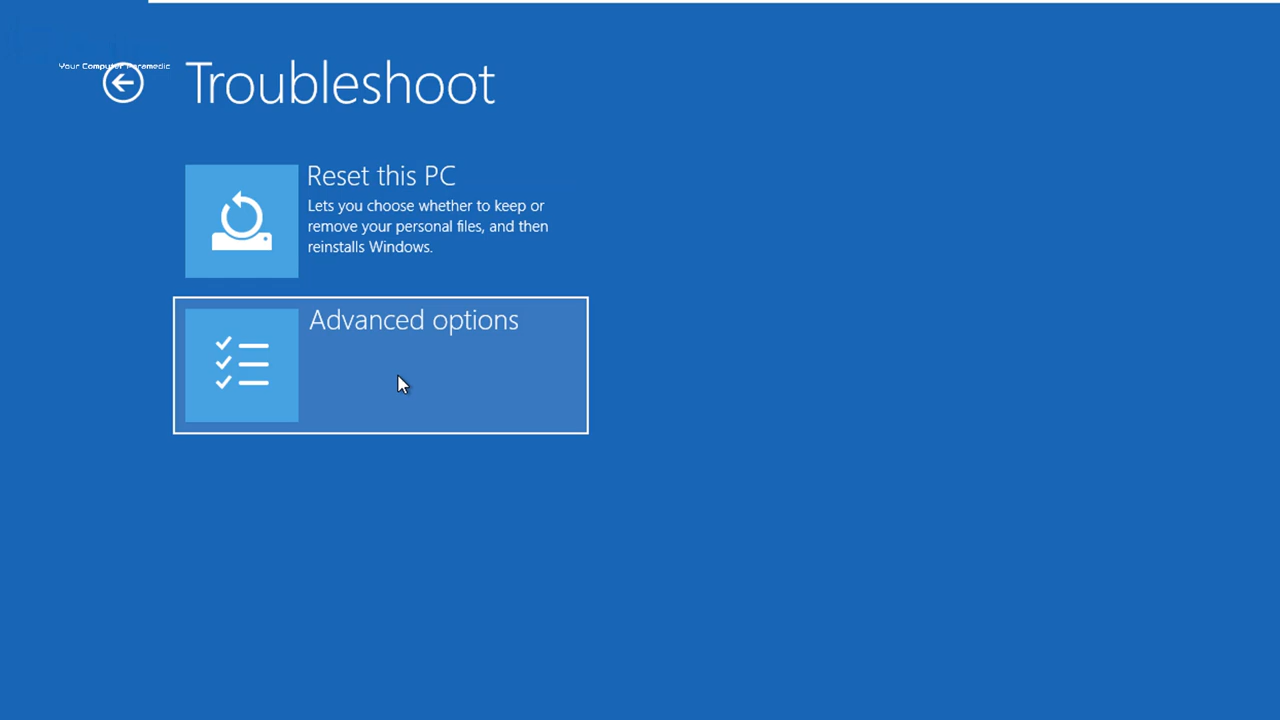 Your Computer Paramedic
Troubleshoot
Reset this PC
Lets you choose whether to keep or
remove your personal files, and then
reinstalls Windows.
Advanced options